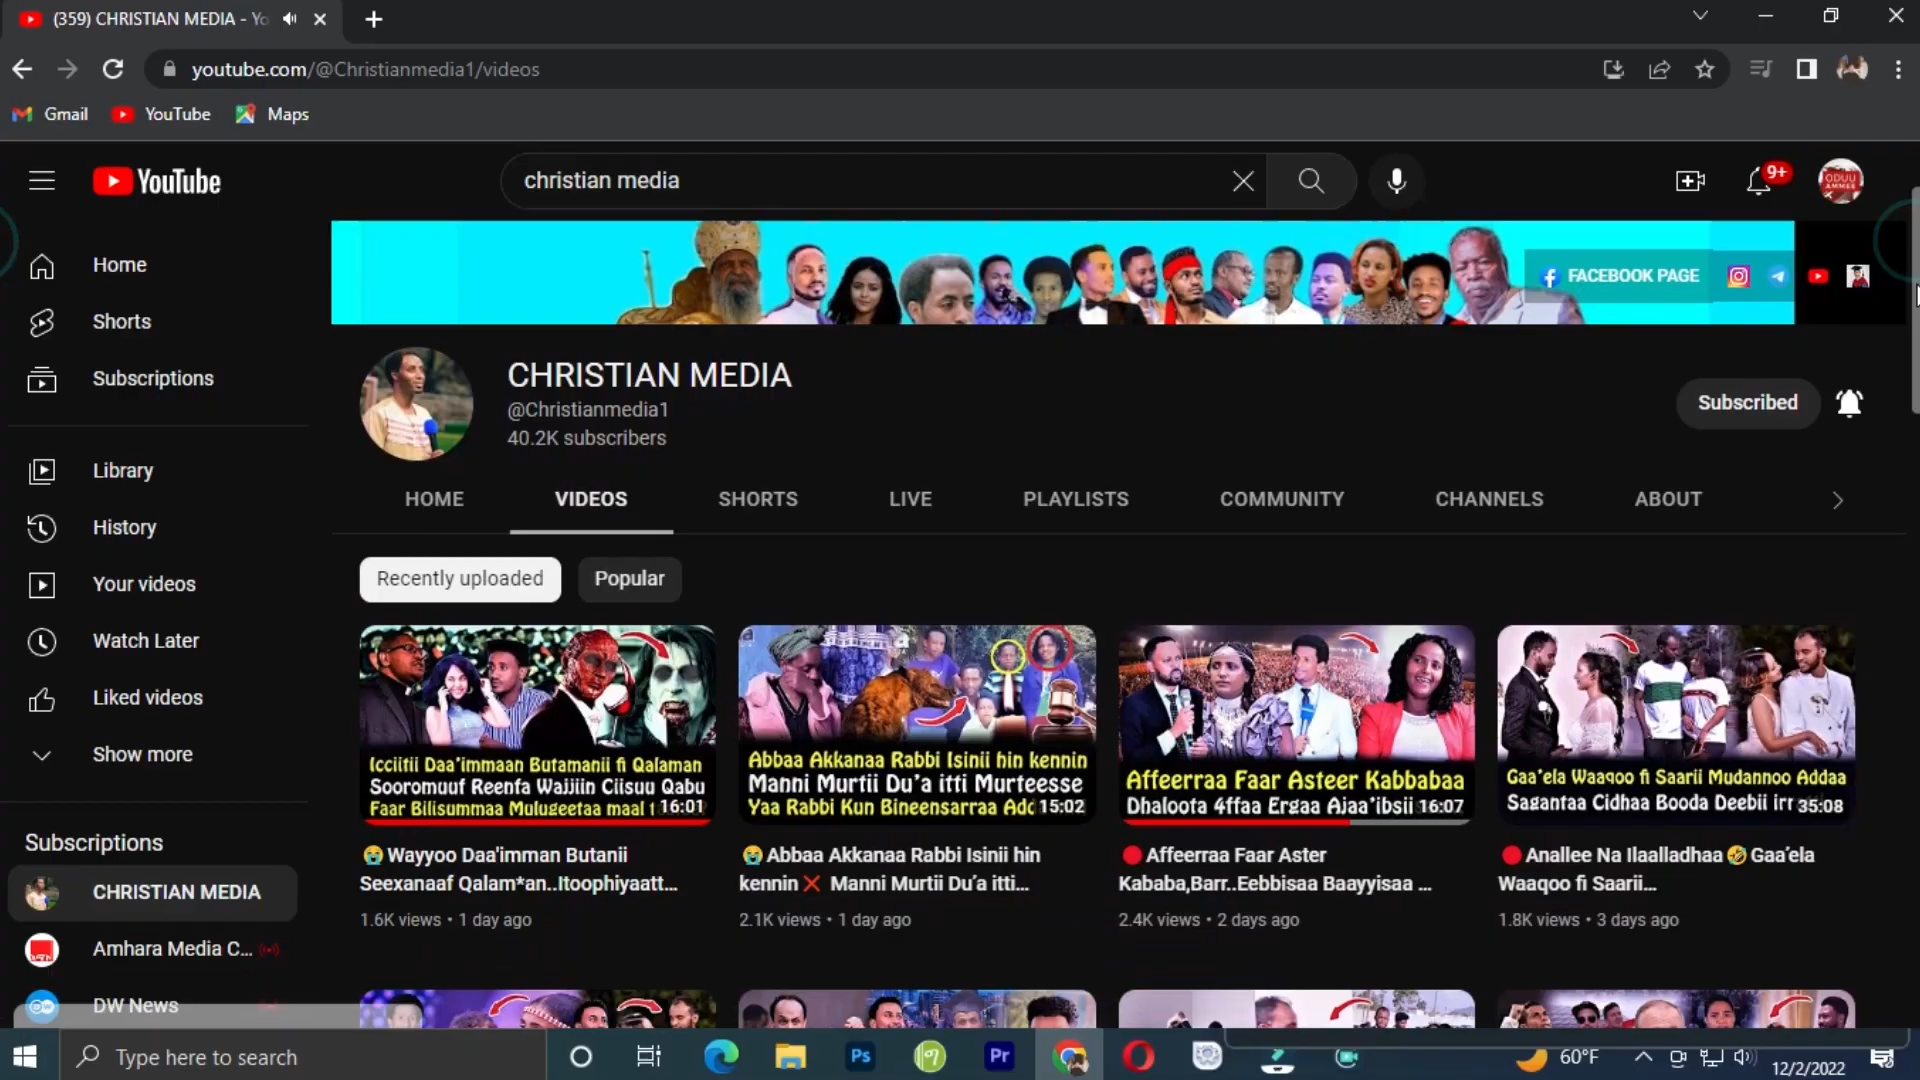 (359) CHRISTIAN MEDIA - Yo
youtube.com/@Christianmedia1/videos
Gmail
YouTube
Maps
YouTube
christian media
9+
ODUU
AMMEE
Home
Shorts
Subscriptions
Library
History
Your videos
Watch Later
Liked videos
Show more
Subscriptions
CHRISTIAN MEDIA
Amhara Media C...
DW News
FACEBOOK PAGE
CHRISTIAN MEDIA
@Christianmedia1
40.2K subscribers
Subscribed
HOME
VIDEOS
SHORTS
LIVE
PLAYLISTS
COMMUNITY
CHANNELS
ABOUT
Recently uploaded
Popular
Icciitii Daa'immaan Butamanii fi Qalaman
Sooromuuf Reenfa Wajjiin Ciisuu Qabu
Faar Bilisummaa Mulugeetaa maal
16:01
😭Wayyoo Daa'imman Butanii
Seexanaaf Qalam*an..Itoophiyaatt...
1.6K views • 1 day ago
Abbaa Akkanaa Rabbi Isinii hin kennin
Manni Murtii Du'a itti Murteesse
Yaa Rabbi Kun Bineensarraa
15:02
😭Abbaa Akkanaa Rabbi Isinii hin
kennin❌ Manni Murtii Du'a itti...
2.1K views • 1 day ago
Affeerraa Faar Asteer Kabbabaa
Dhaloota 4ffaa Ergaa Ajaa'ibsii
16:07
🔴Affeerraa Faar Aster
Kababa,Barr..Eebbisaa Baayyisaa ...
2.4K views • 2 days ago
Gaa'ela Waaqoo fi Saarii Mudannoo Addaa
Sagantaa Cidhaa Booda Deebii
35:08
🔴Anallee Na Ilaalladhaa🤣Gaa'ela
Waaqoo fi Saarii...
1.8K views • 3 days ago
Type here to search
Ps
Pr
60°F
12/2/2022